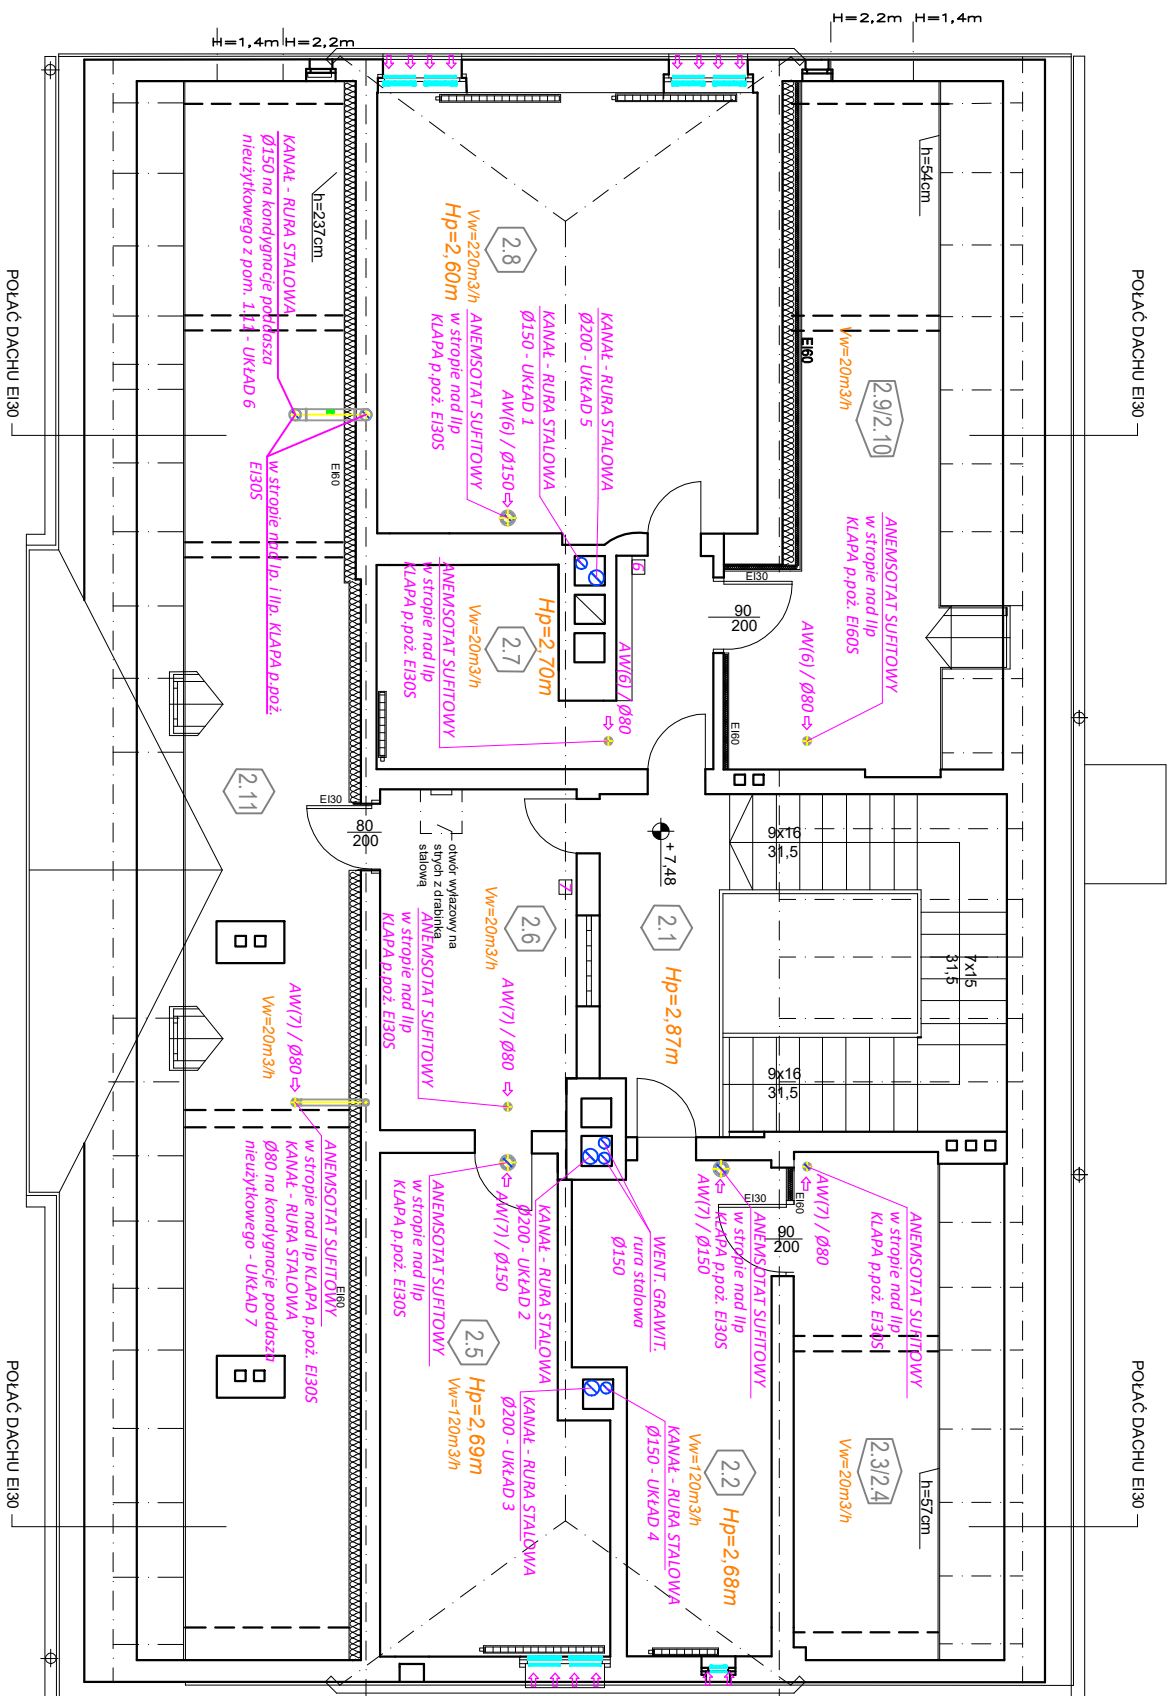 H=2,2m
H=1,4m
H=1,4m
H=2,2m
POŁAĆ DACHU EI30
POŁAĆ DACHU EI30
POŁAĆ DACHU EI30
POŁAĆ DACHU EI30
h=54cm
2.9/2.10
Vw=20m3/h
EI60
ANEMSOTAT SUFITOWY
w stropie nad IIp
KLAPA p.poż. EI60S
AW(6) / Ø80
EI30
90
200
EI60
2.8
Vw=220m3/h
Hp=2,60m
KANAŁ - RURA STALOWA
Ø200 - UKŁAD 5
KANAŁ - RURA STALOWA
Ø150 - UKŁAD 1
ANEMSOTAT SUFITOWY
w stropie nad IIp
KLAPA p.poż. EI30S
AW(6) / Ø150
h=237cm
KANAŁ - RURA STALOWA
Ø150 na kondygnacje poddasza
nieużytkowego z pom. 1.11 - UKŁAD 6
w stropie nad Ip. i IIp. KLAPA p.poż.
EI30S
EI60
6
Hp=2,70m
2.7
Vw=20m3/h
AW(6) / Ø80
ANEMSOTAT SUFITOWY
w stropie nad IIp
KLAPA p.poż. EI30S
2.11
EI30
80
200
otwór wyłazowy na
strych z drabinka
stalową
7
+ 7,48
2.1
Hp=2,87m
9x16
31,5
7x15
31,5
9x16
31,5
2.6
Vw=20m3/h
ANEMSOTAT SUFITOWY
w stropie nad IIp
KLAPA p.poż. EI30S
AW(7) / Ø80
AW(7) / Ø80
Vw=20m3/h
ANEMSOTAT SUFITOWY
w stropie nad IIp KLAPA p.poż. EI30S
KANAŁ - RURA STALOWA
Ø80 na kondygnacje poddasza
nieużytkowego - UKŁAD 7
EI60
AW(7) / Ø150
ANEMSOTAT SUFITOWY
w stropie nad IIp
KLAPA p.poż. EI30S
KANAŁ - RURA STALOWA
Ø200 - UKŁAD 2
WENT. GRAWIT.
rura stalowa
Ø150
2.5
Hp=2,69m
Vw=120m3/h
KANAŁ - RURA STALOWA
Ø200 - UKŁAD 3
KANAŁ - RURA STALOWA
Ø150 - UKŁAD 4
2.2
Hp=2,68m
Vw=120m3/h
ANEMSOTAT SUFITOWY
w stropie nad IIp
KLAPA p.poż. EI30S
AW(7) / Ø150
EI30
EI60
90
200
AW(7) / Ø80
ANEMSOTAT SUFITOWY
w stropie nad IIp
KLAPA p.poż. EI30S
2.3/2.4
Vw=20m3/h
h=57cm